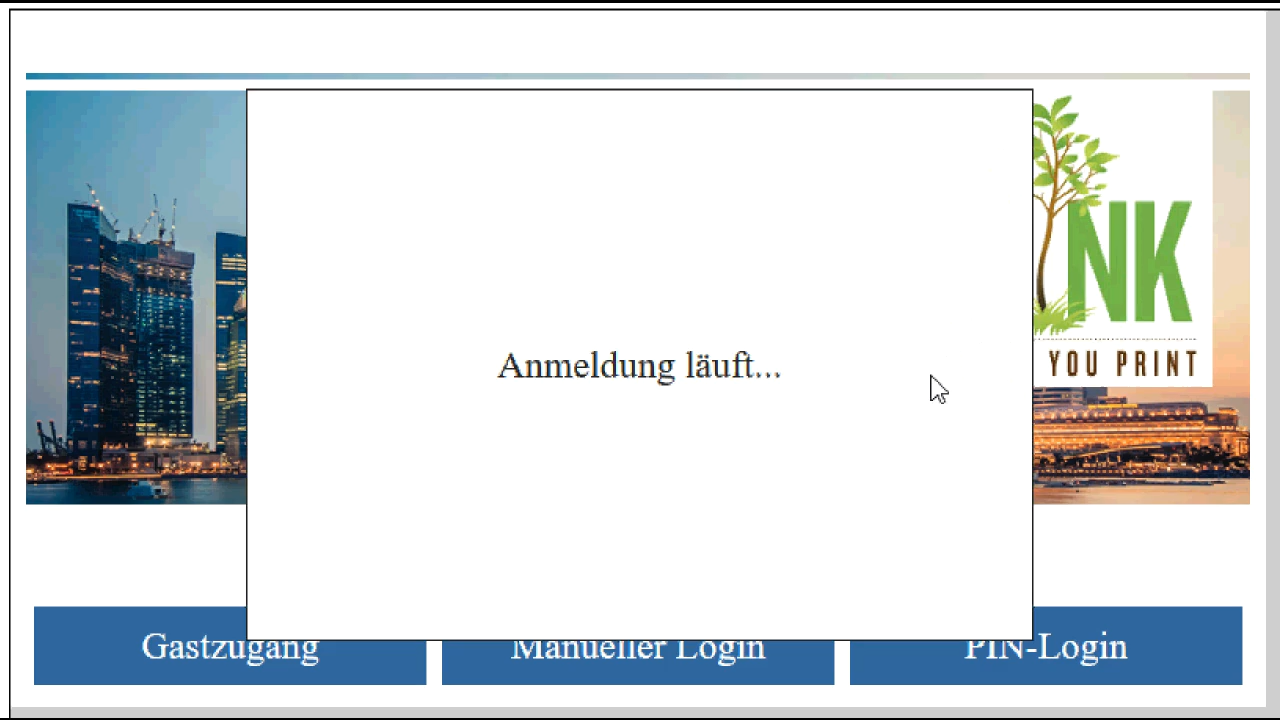 NK
YOU PRINT
Anmeldung läuft...
Gastzugang
Manueller Login
PIN-Login